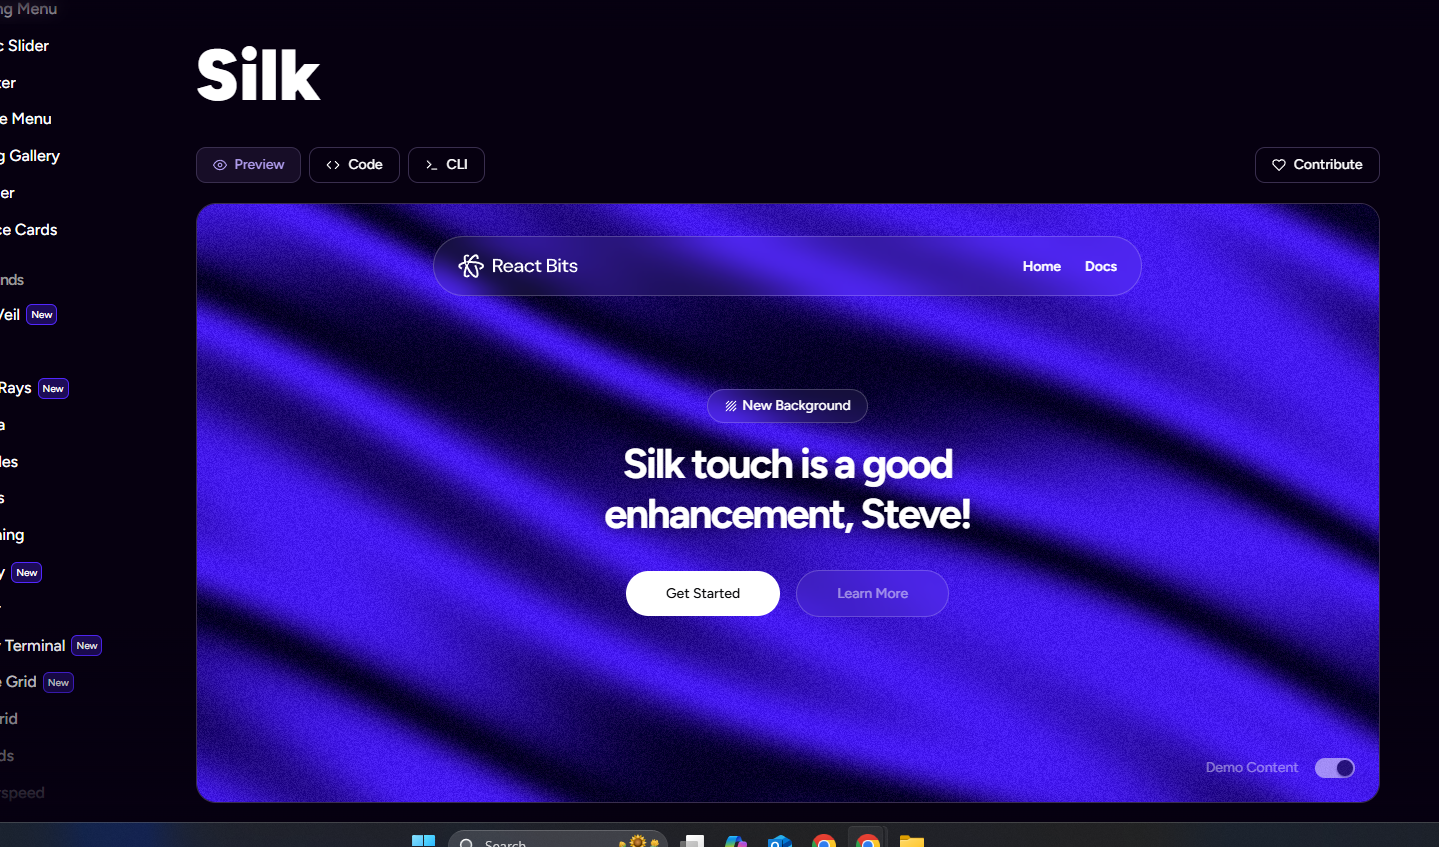 ng Menu
c Slider
ter
e Menu
g Gallery
er
ce Cards
nds
Veil New
Rays New
a
les
s
ning
y New
r Terminal New
e Grid New
rid
ds
rspeed
Silk
Preview
Code
CLI
Contribute
React Bits
Home
Docs
New Background
Silk touch is a good
enhancement, Steve!
Get Started
Learn More
Demo Content
Search